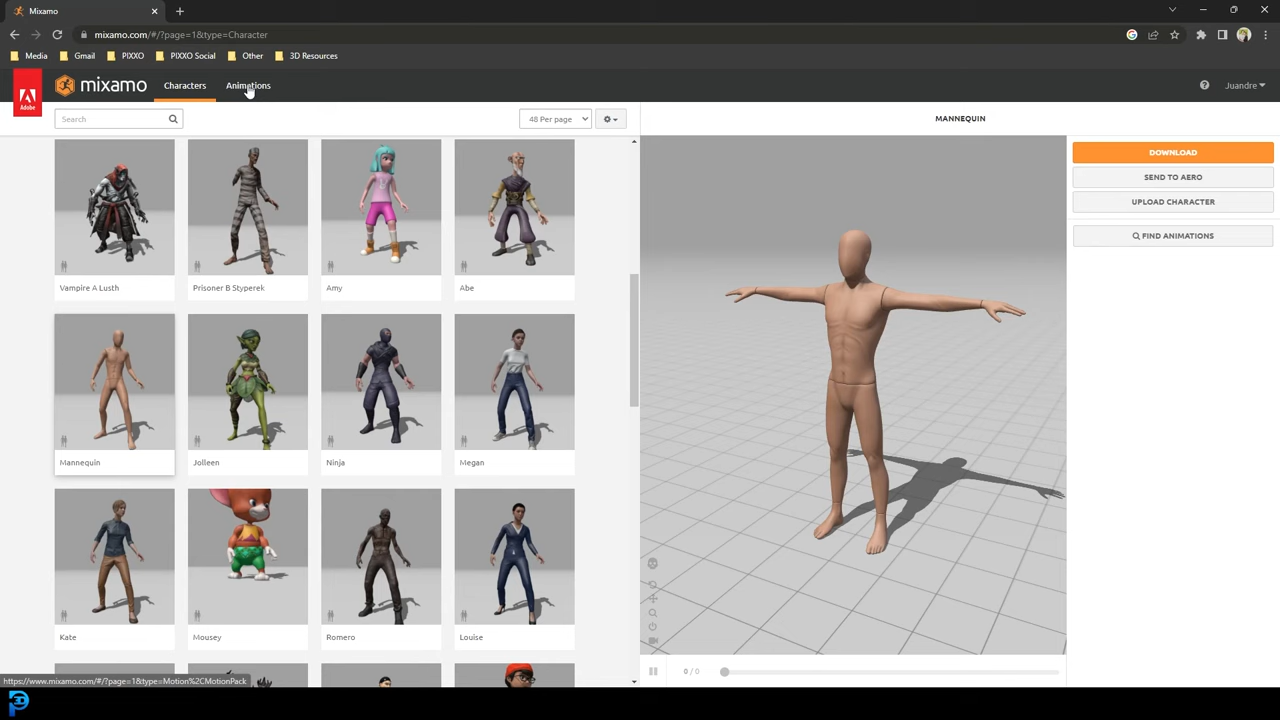 Mixamo
mixamo.com/#/?page=1&type=Character
Media
Gmail
PIXXO
PIXXO Social
Other
3D Resources
Adobe
mixamo
Characters
Animations
Juandre
Search
48 Per page
MANNEQUIN
Vampire A Lusth
Prisoner B Styperek
Amy
Abe
Mannequin
Jolleen
Ninja
Megan
Kate
Mousey
Romero
Louise
DOWNLOAD
SEND TO AERO
UPLOAD CHARACTER
FIND ANIMATIONS
0 / 0
https://www.mixamo.com/#/?page=1&type=Motion%2CMotionPack